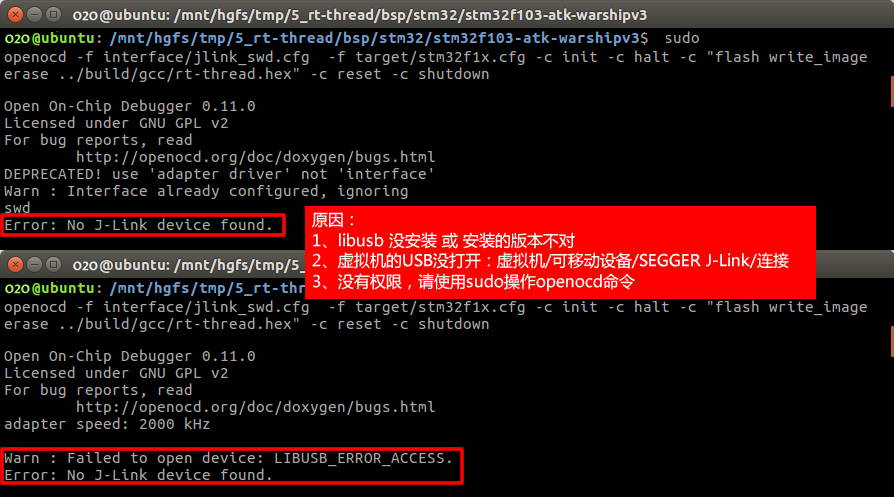 o2o@ubuntu: /mnt/hgfs/tmp/5_rt-thread/bsp/stm32/stm32f103-atk-warshipv3
o2o@ubuntu: /mnt/hgfs/tmp/5_rt-thread/bsp/stm32/stm32f103-atk-warshipv3$ sudo
openocd -f interface/jlink_swd.cfg  -f target/stm32f1x.cfg -c init -c halt -c "flash write_image
erase ../build/gcc/rt-thread.hex" -c reset -c shutdown
Open On-Chip Debugger 0.11.0
Licensed under GNU GPL v2
For bug reports, read
http://openocd.org/doc/doxygen/bugs.html
DEPRECATED! use 'adapter driver' not 'interface'
Warn : Interface already configured, ignoring
swd
Error: No J-Link device found.
原因：
1、libusb 没安装 或 安装的版本不对
2、虚拟机的USB没打开：虚拟机/可移动设备/SEGGER J-Link/连接
3、没有权限，请使用sudo操作openocd命令
o2o@ubuntu: /mnt/hgfs/tmp/5_
o2o@ubuntu: /mnt/hgfs/tmp/5_rt-thr
openocd -f interface/jlink_swd.cfg  -f target/stm32f1x.cfg -c init -c halt -c "flash write_image
erase ../build/gcc/rt-thread.hex" -c reset -c shutdown
Open On-Chip Debugger 0.11.0
Licensed under GNU GPL v2
For bug reports, read
http://openocd.org/doc/doxygen/bugs.html
adapter speed: 2000 kHz
Warn : Failed to open device: LIBUSB_ERROR_ACCESS.
Error: No J-Link device found.